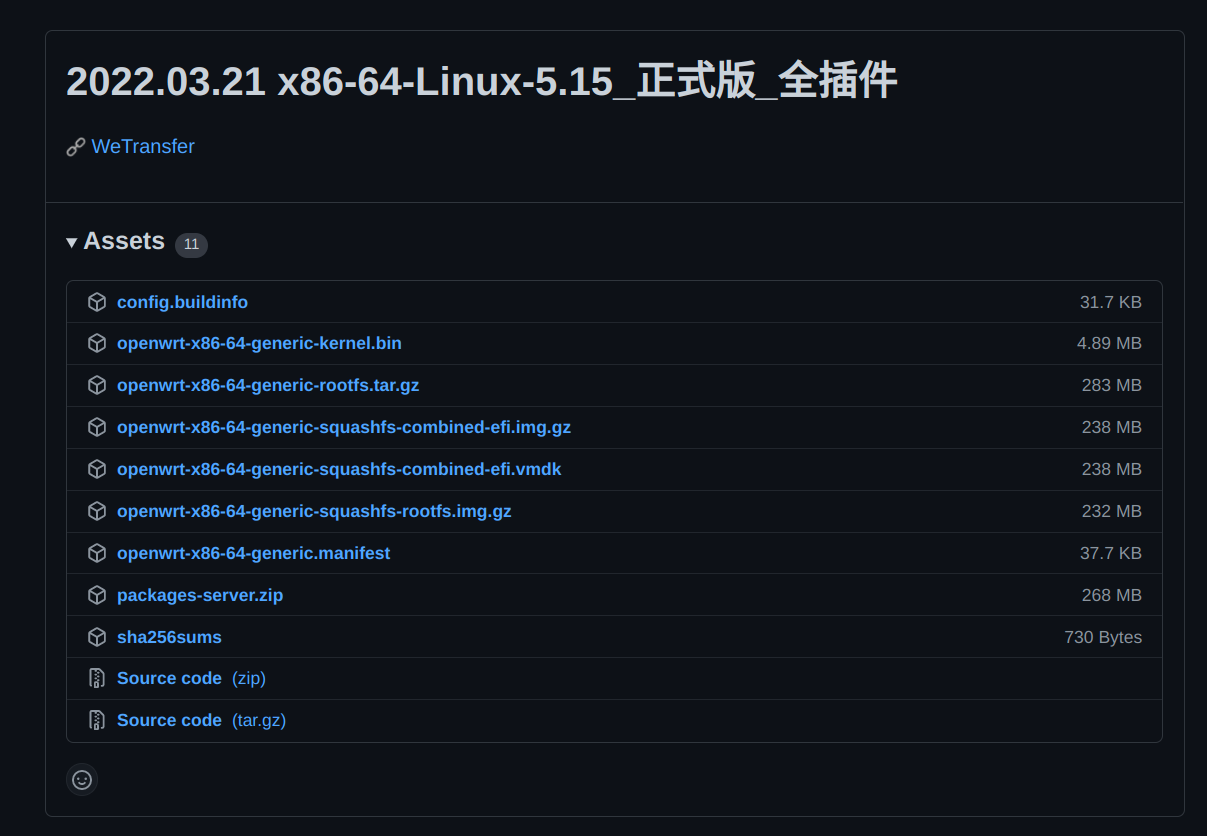 2022.03.21 x86-64-Linux-5.15_正式版_全插件
WeTransfer
Assets 11
config.buildinfo 31.7 KB
openwrt-x86-64-generic-kernel.bin 4.89 MB
openwrt-x86-64-generic-rootfs.tar.gz 283 MB
openwrt-x86-64-generic-squashfs-combined-efi.img.gz 238 MB
openwrt-x86-64-generic-squashfs-combined-efi.vmdk 238 MB
openwrt-x86-64-generic-squashfs-rootfs.img.gz 232 MB
openwrt-x86-64-generic.manifest 37.7 KB
packages-server.zip 268 MB
sha256sums 730 Bytes
Source code (zip)
Source code (tar.gz)